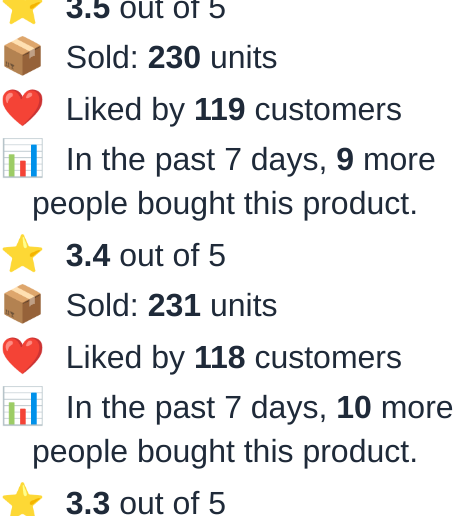 3.5 out of 5
Sold: 230 units
Liked by 119 customers
In the past 7 days, 9 more
people bought this product.
3.4 out of 5
Sold: 231 units
Liked by 118 customers
In the past 7 days, 10 more
people bought this product.
3.3 out of 5